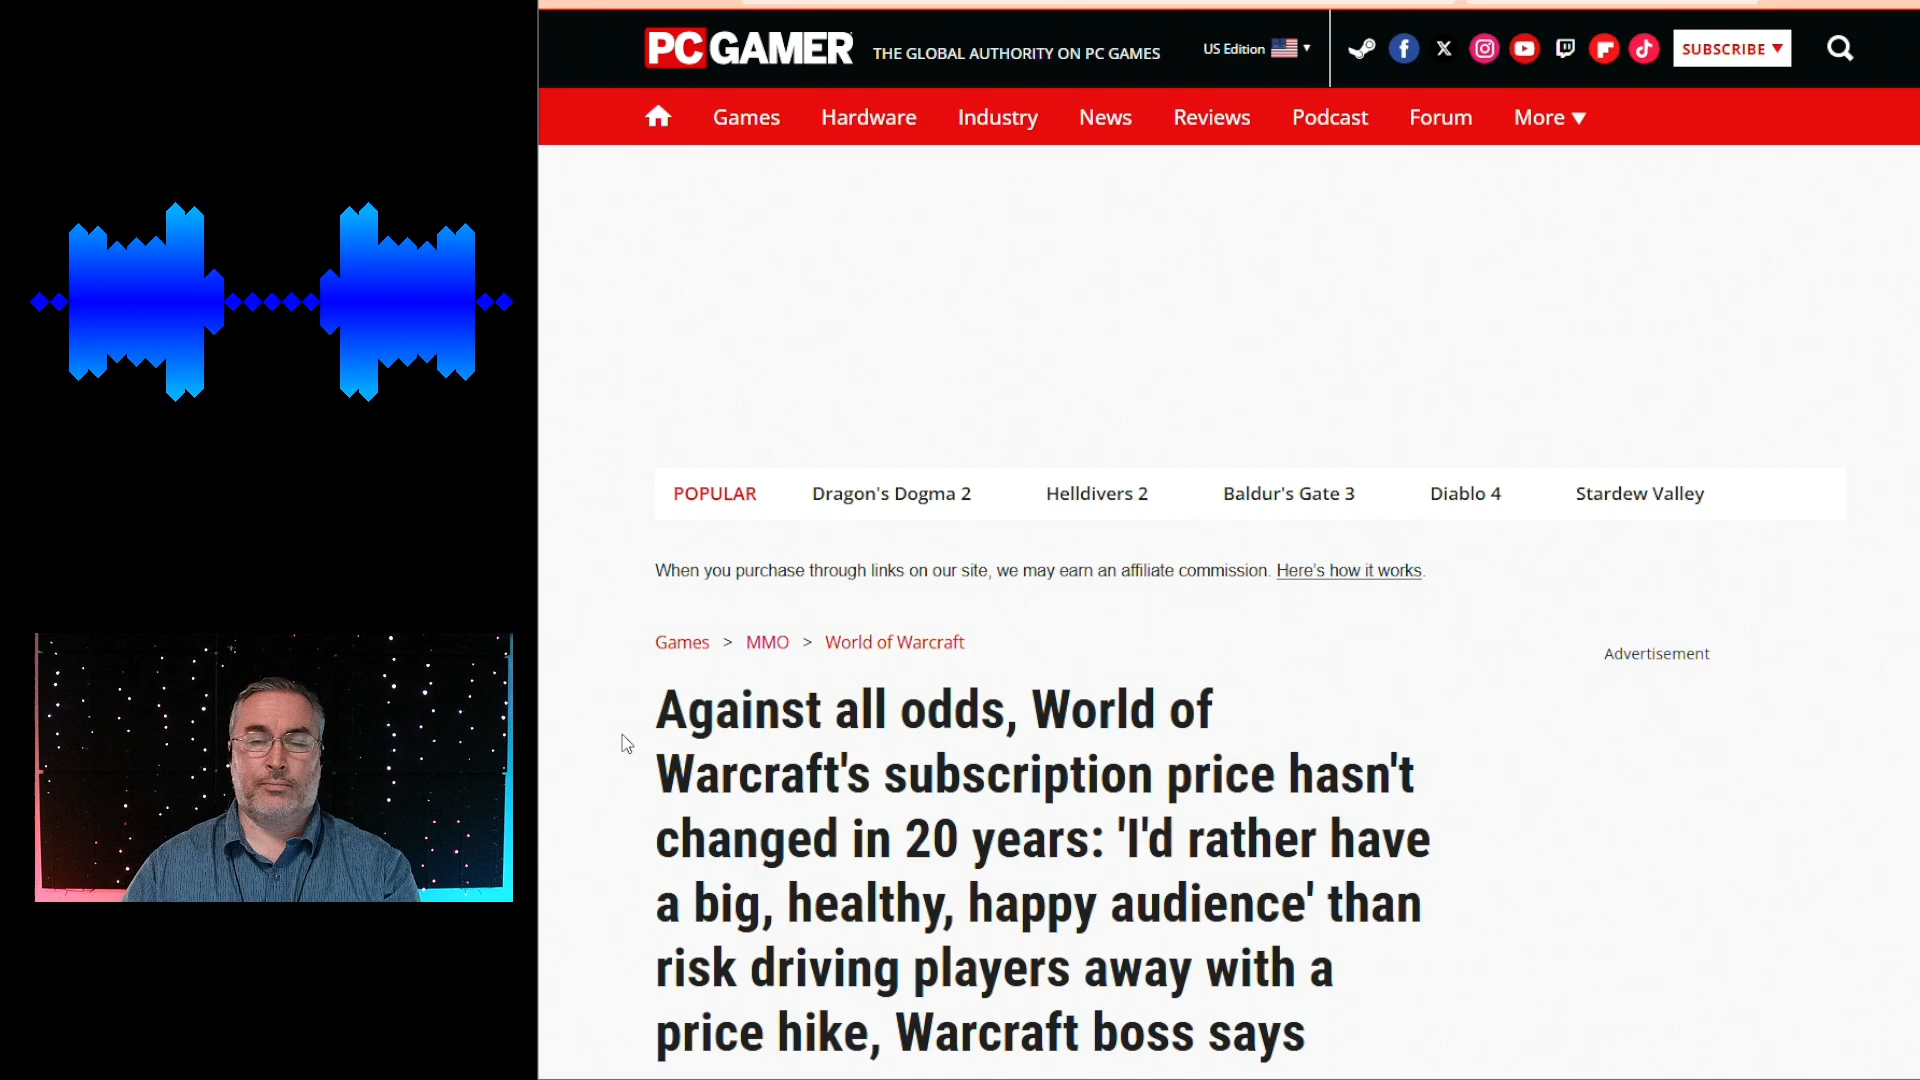 PC GAMER THE GLOBAL AUTHORITY ON PC GAMES US Edition SUBSCRIBE
Games Hardware Industry News Reviews Podcast Forum More
POPULAR Dragon's Dogma 2 Helldivers 2 Baldur's Gate 3 Diablo 4 Stardew Valley
When you purchase through links on our site, we may earn an affiliate commission. Here's how it works.
Games > MMO > World of Warcraft
Advertisement
Against all odds, World of
Warcraft's subscription price hasn't
changed in 20 years: 'I'd rather have
a big, healthy, happy audience' than
risk driving players away with a
price hike, Warcraft boss says